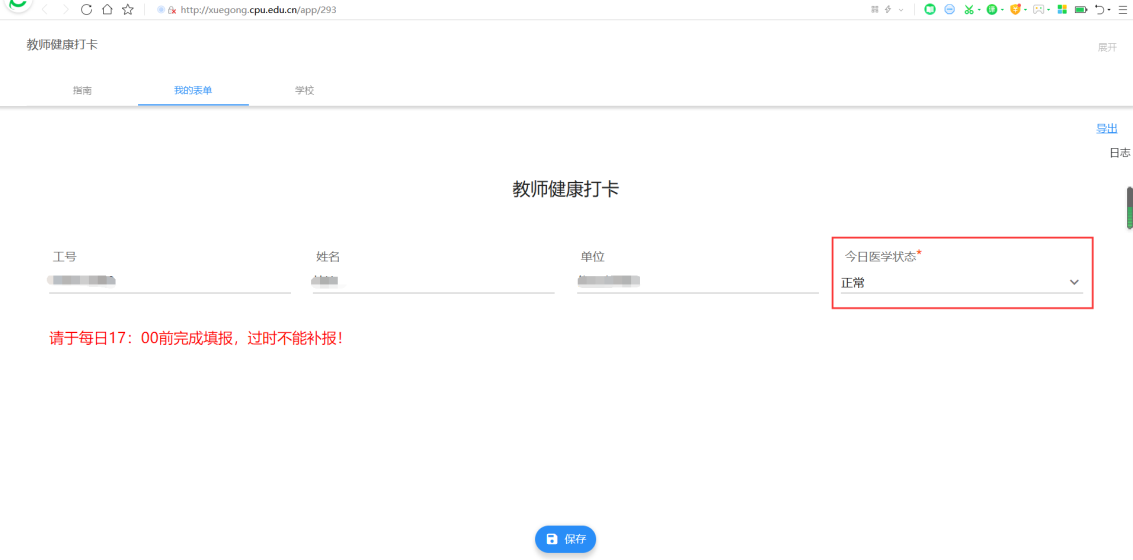 http://xuegong.cpu.edu.cn/app/293
教师健康打卡
展开
指南 我的表单 学校
导出
日志
教师健康打卡
工号 姓名 单位 今日医学状态*
正常
请于每日17：00前完成填报，过时不能补报！
保存